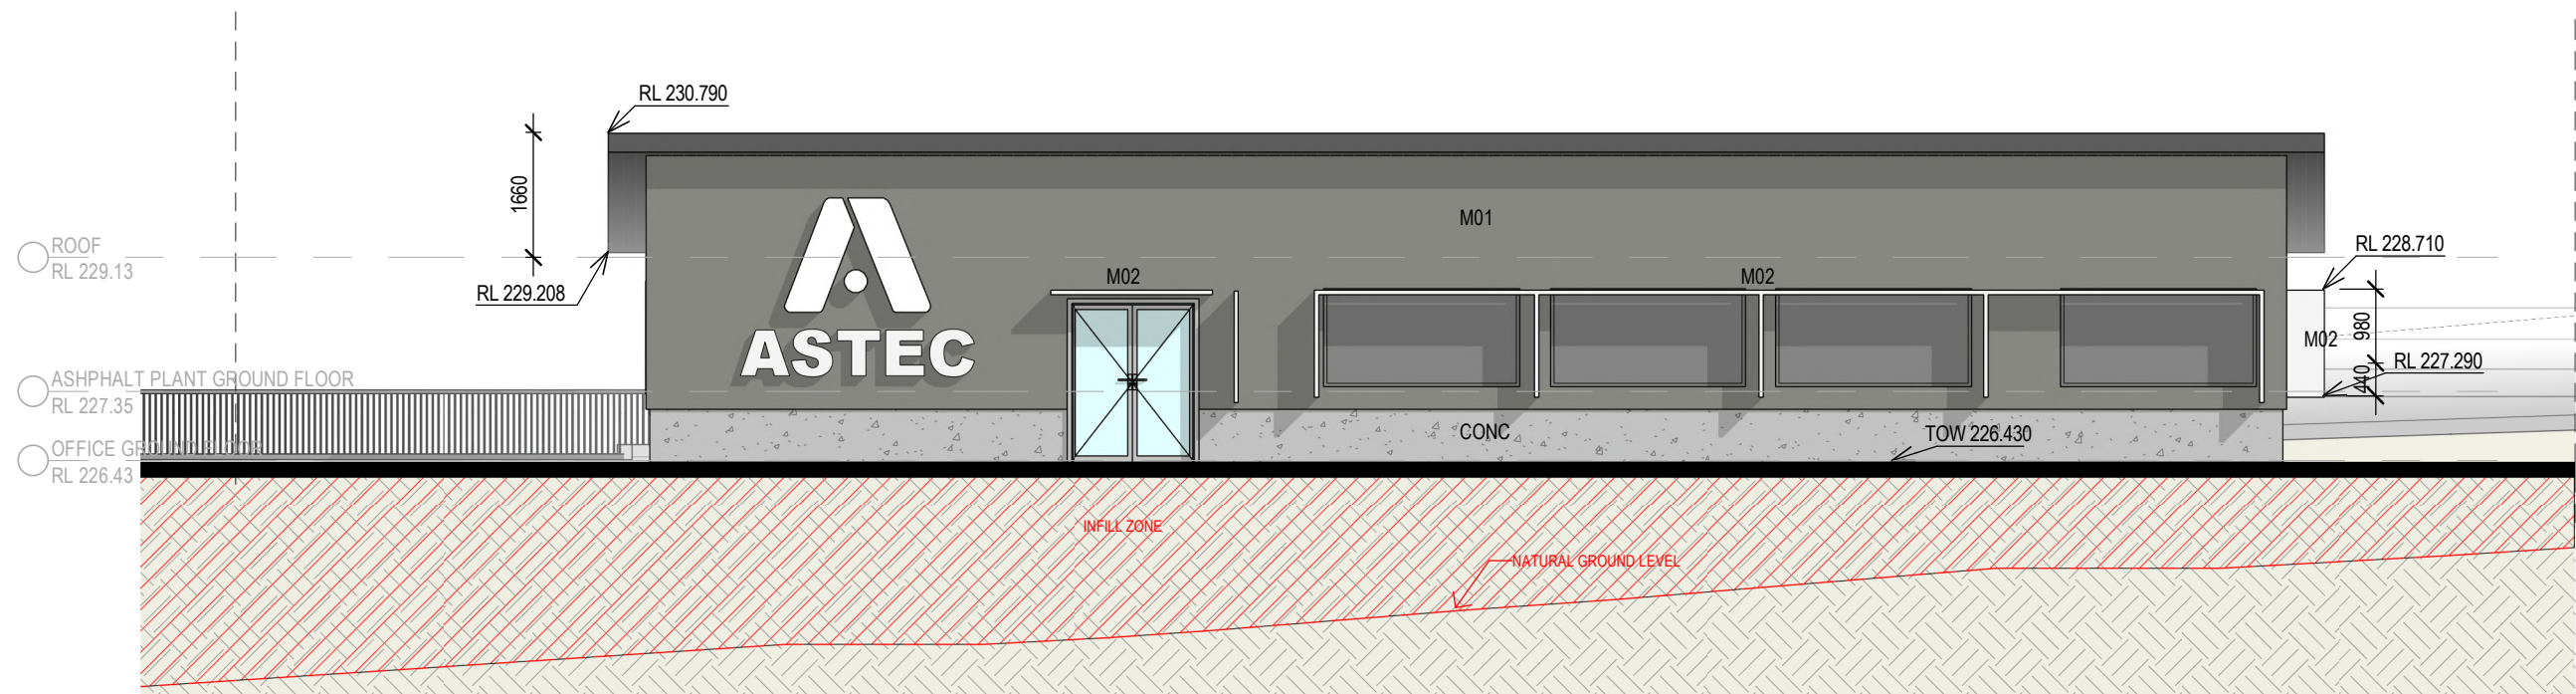 RL 230.790
1660
M01
ROOF
RL 229.13
RL 228.710
M02
M02
RL 229.208
980
M02
ASTEC
RL 227.290
ASHPHALT PLANT GROUND FLOOR
RL 227.35
440
CONC
TOW 226.430
OFFICE GROUND FLOOR
RL 226.43
INFILL ZONE
NATURAL GROUND LEVEL